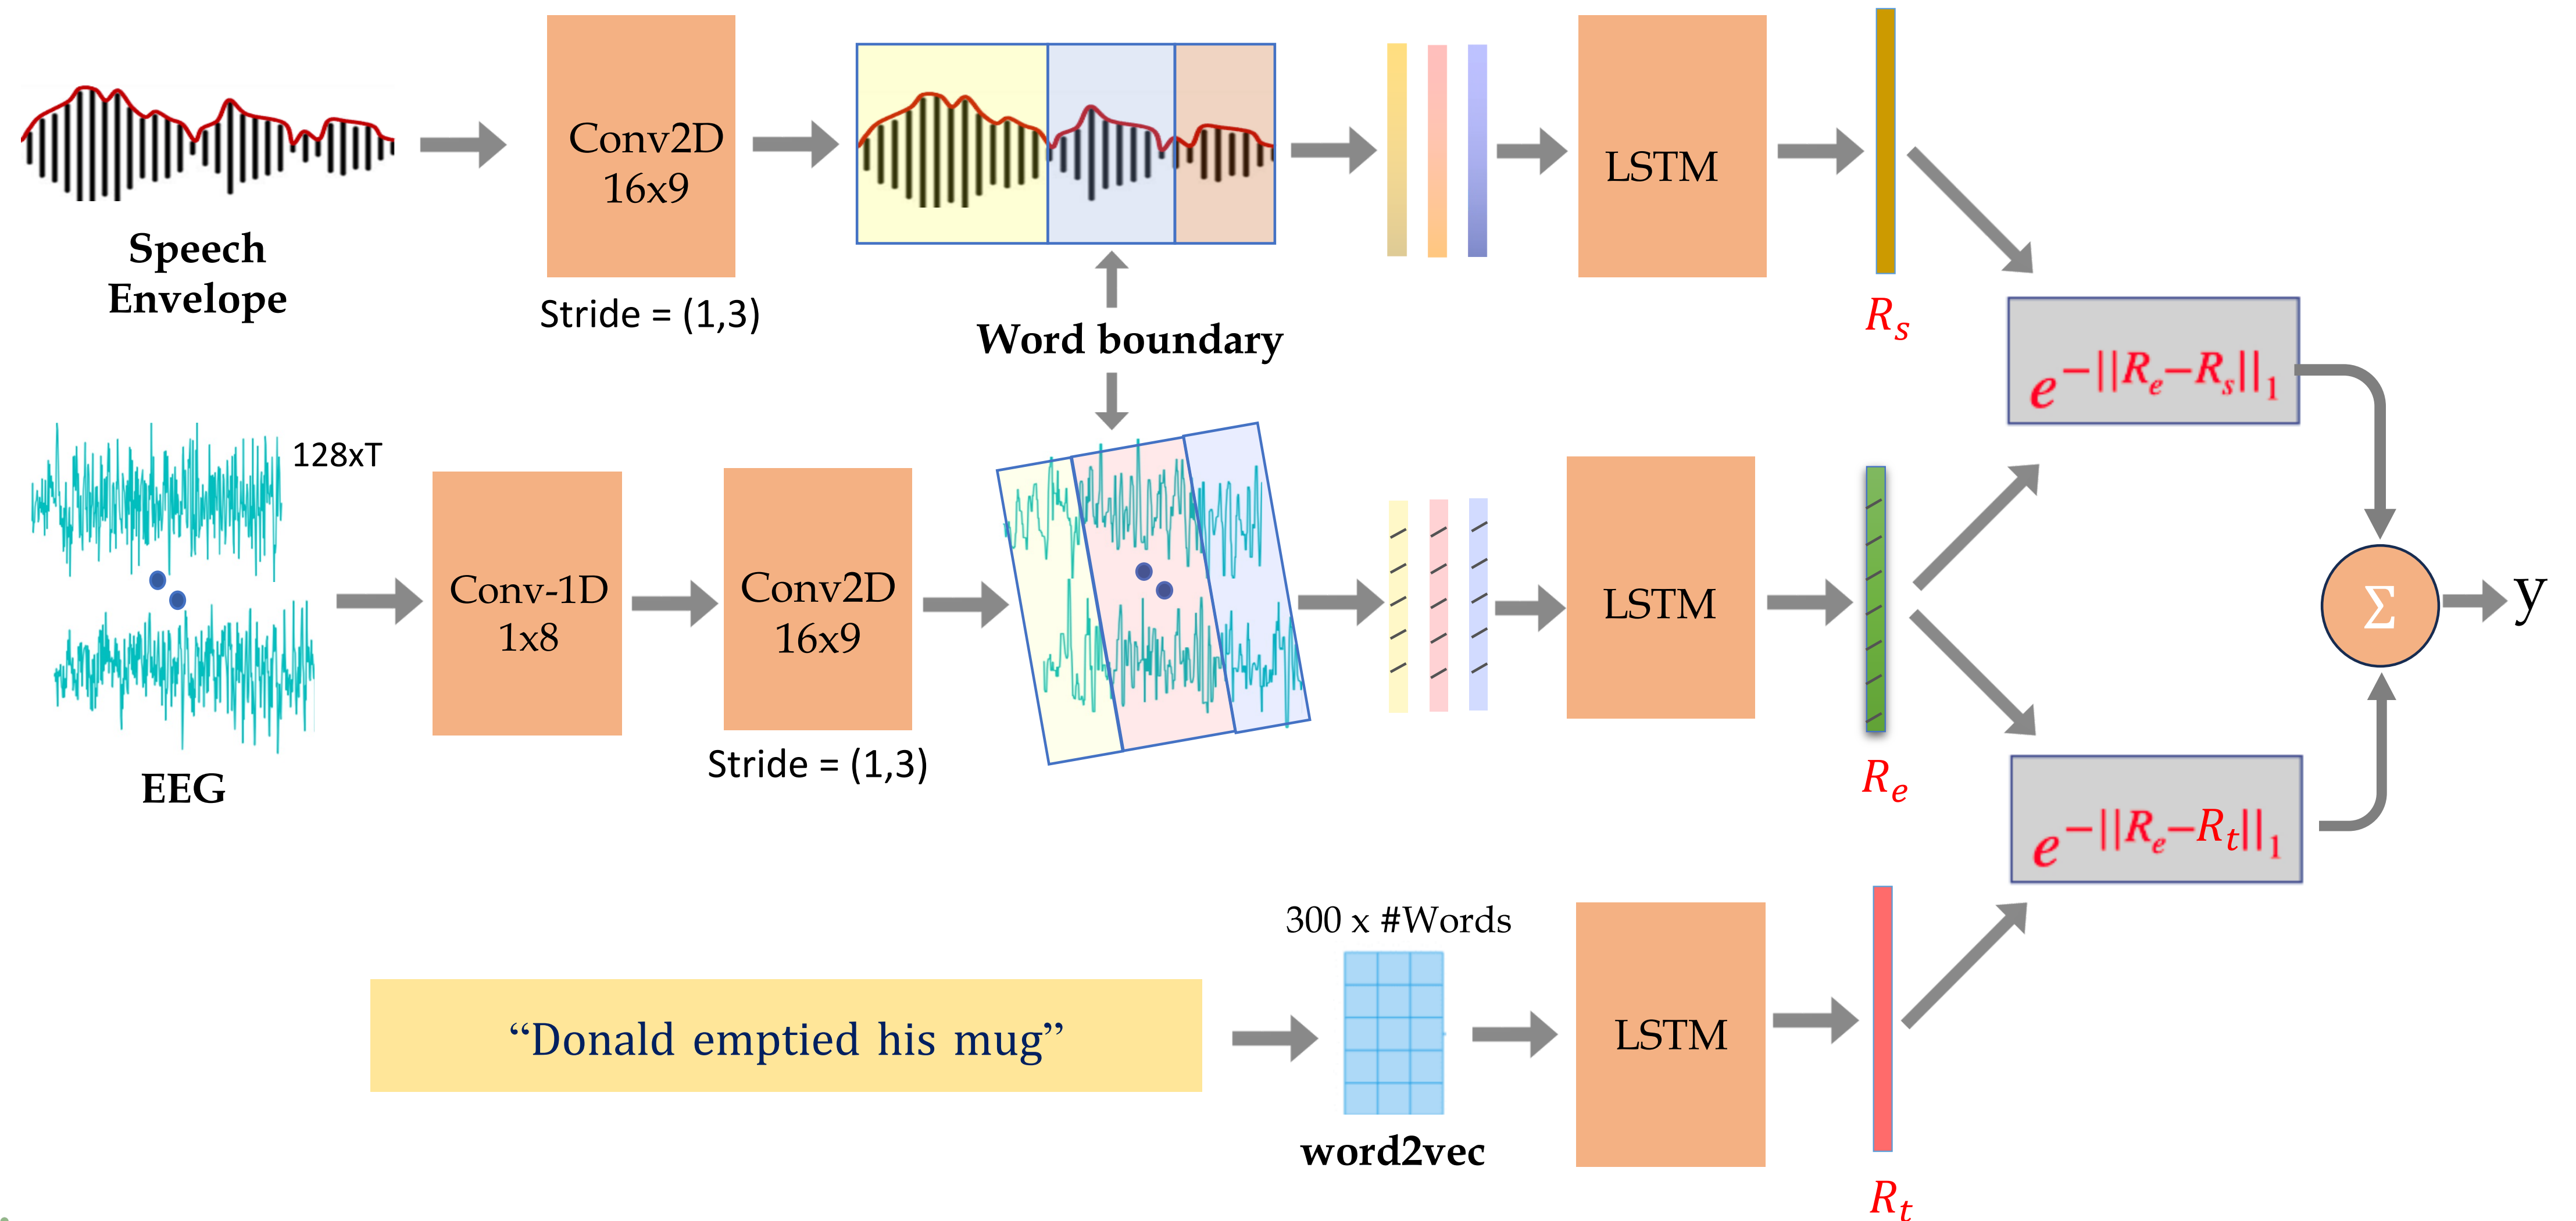 Conv2D
16x9
Stride = (1,3)
Speech
Envelope
Word boundary
LSTM
R_s
e^{-||R_e-R_s||_1}
128xT
EEG
Conv-1D
1x8
Conv2D
16x9
Stride = (1,3)
LSTM
R_e
e^{-||R_e-R_t||_1}
Σ
y
"Donald emptied his mug"
300 x #Words
word2vec
LSTM
R_t